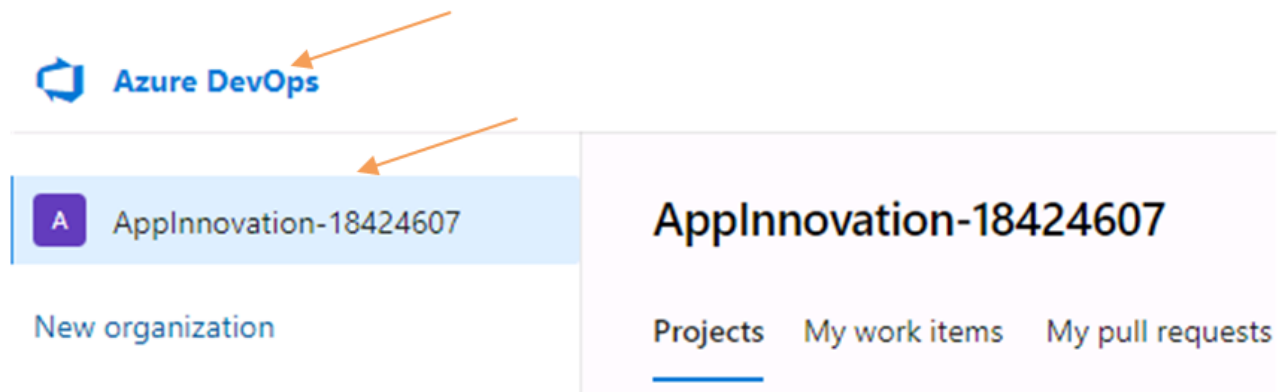 Azure DevOps
A AppInnovation-18424607
New organization
AppInnovation-18424607
Projects My work items My pull requests